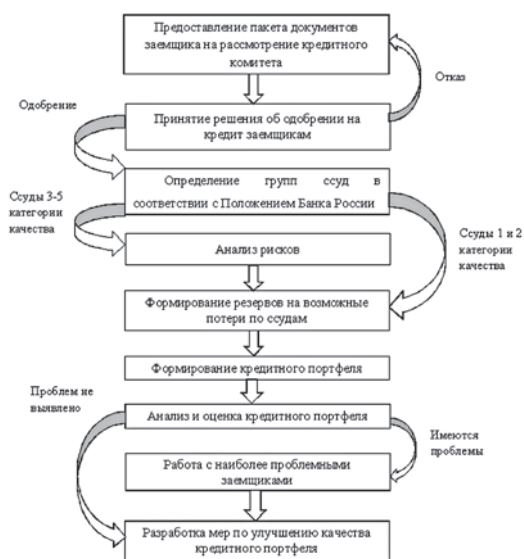 Предоставление пакета документов
заемщика на рассмотрение кредитного
комитета
Отказ
Одобрение
Принятие решения об одобрении на
кредит заемщикам
Определение групп ссуд в
соответствии с Положением Банка России
Ссуды 3-5
категории
качества
Ссуды 1 и 2
категории
качества
Анализ рисков
Формирование резервов на возможные
потери по ссудам
Формирование кредитного портфеля
Проблем не
выявлено
Анализ и оценка кредитного портфеля
Имеются
проблемы
Работа с наиболее проблемными
заемщиками
Разработка мер по улучшению качества
кредитного портфеля